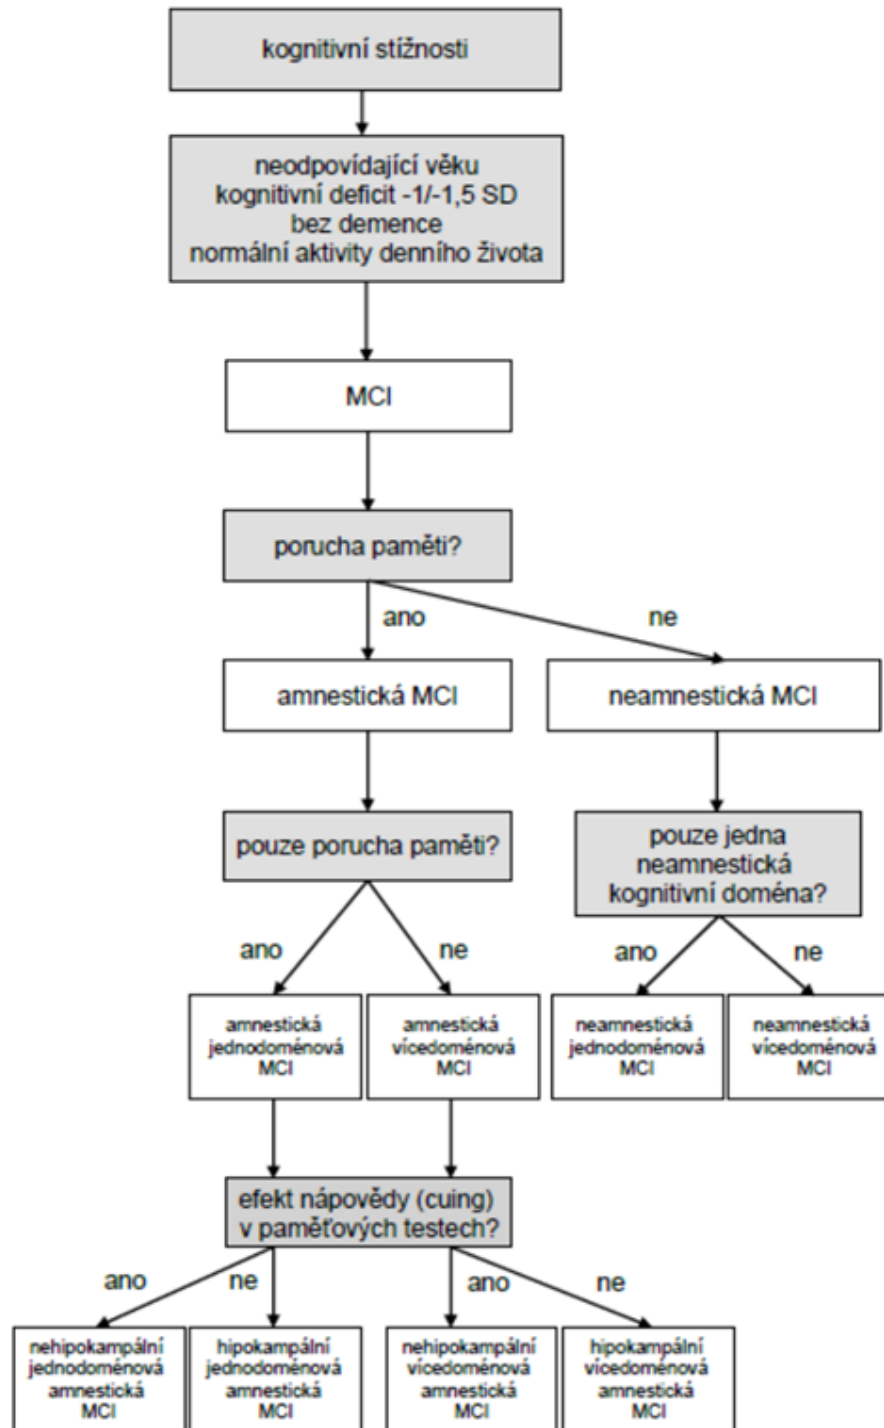 kognitivní stížnosti
neodpovídající věku
kognitivní deficit -1/-1,5 SD
bez demence
normální aktivity denního života
MCI
porucha paměti?
ano
ne
amnestická MCI
neamnestická MCI
pouze porucha paměti?
pouze jedna
neamnestická
kognitivní doména?
ano
ne
ano
ne
amnestická
jednodoménová
MCI
amnestická
vícedoménová
MCI
neamnestická
jednodoménová
MCI
neamnestická
vícedoménová
MCI
efekt nápovědy (cuing)
v paměťových testech?
ano
ne
ano
ne
nehipokampální
jednodoménová
amnestická
MCI
hipokampální
jednodoménová
amnestická
MCI
nehipokampální
vícedoménová
amnestická
MCI
hipokampální
vícedoménová
amnestická
MCI